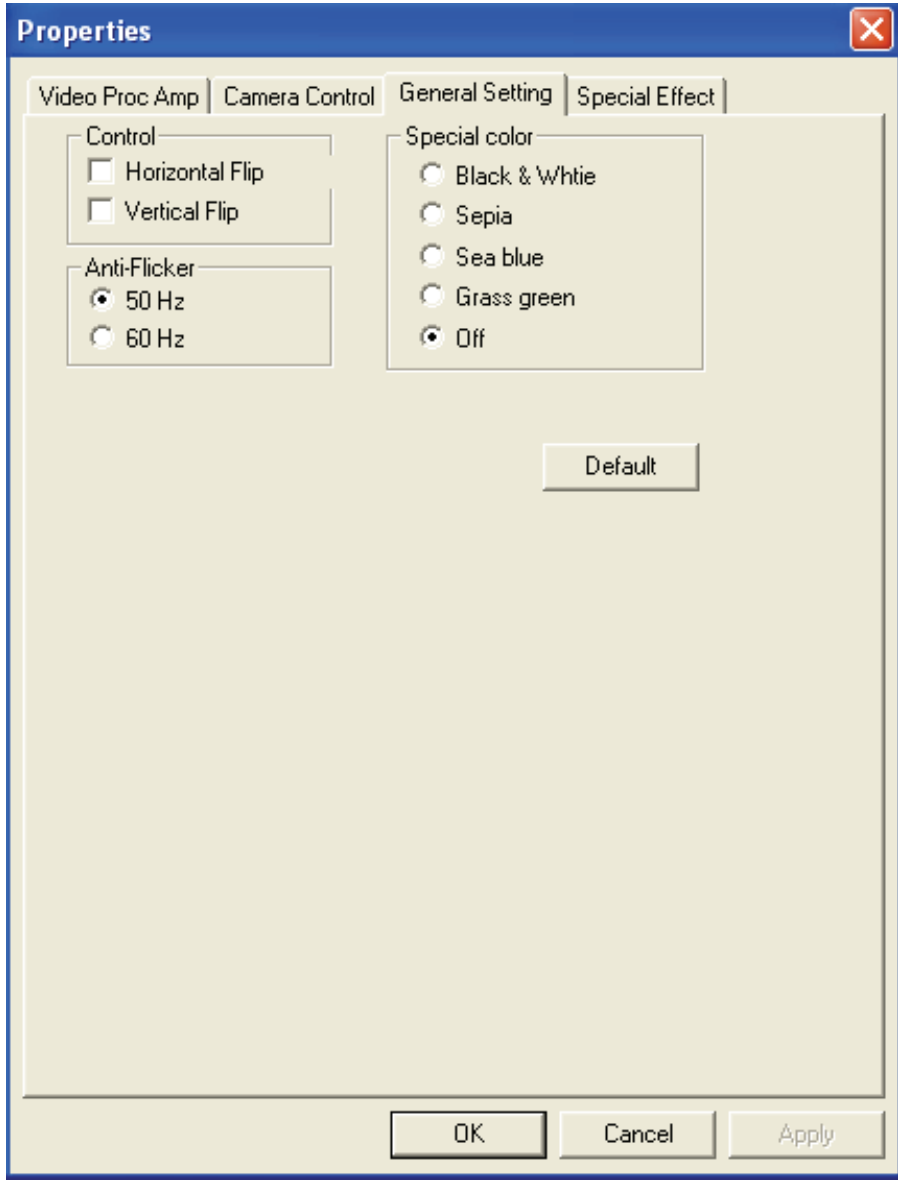 Properties
Video Proc Amp Camera Control General Setting Special Effect
Control
Horizontal Flip
Vertical Flip
Anti-Flicker
50 Hz
60 Hz
Special color
Black & Whtie
Sepia
Sea blue
Grass green
Off
Default
OK Cancel Apply